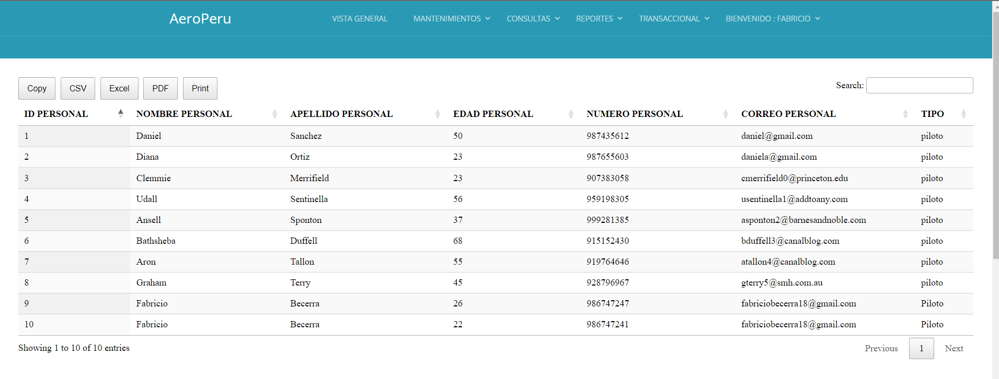 AeroPeru VISTA GENERAL MANTENIMIENTOS CONSULTAS REPORTES TRANSACCIONAL BIENVENIDO : FABRICIO
Copy CSV Excel PDF Print Search:
ID PERSONAL NOMBRE PERSONAL APELLIDO PERSONAL EDAD PERSONAL NUMERO PERSONAL CORREO PERSONAL TIPO
1 Daniel Sanchez 50 987435612 daniel@gmail.com piloto
2 Diana Ortiz 23 987655603 daniela@gmail.com piloto
3 Clemmie Merrifield 23 907383058 cmerrifield0@princeton.edu piloto
4 Udall Sentinella 56 959198305 usentinella1@addtoany.com piloto
5 Ansell Sponton 37 999281385 asponton2@barnesandnoble.com piloto
6 Bathsheba Duffell 68 915152430 bduffell3@canalblog.com piloto
7 Aron Tallon 55 919764646 atallon4@canalblog.com piloto
8 Graham Terry 45 928796967 gterry5@smh.com.au piloto
9 Fabricio Becerra 26 986747247 fabriciobecerra18@gmail.com Piloto
10 Fabricio Becerra 22 986747241 fabriciobecerra18@gmail.com Piloto
Showing 1 to 10 of 10 entries Previous 1 Next